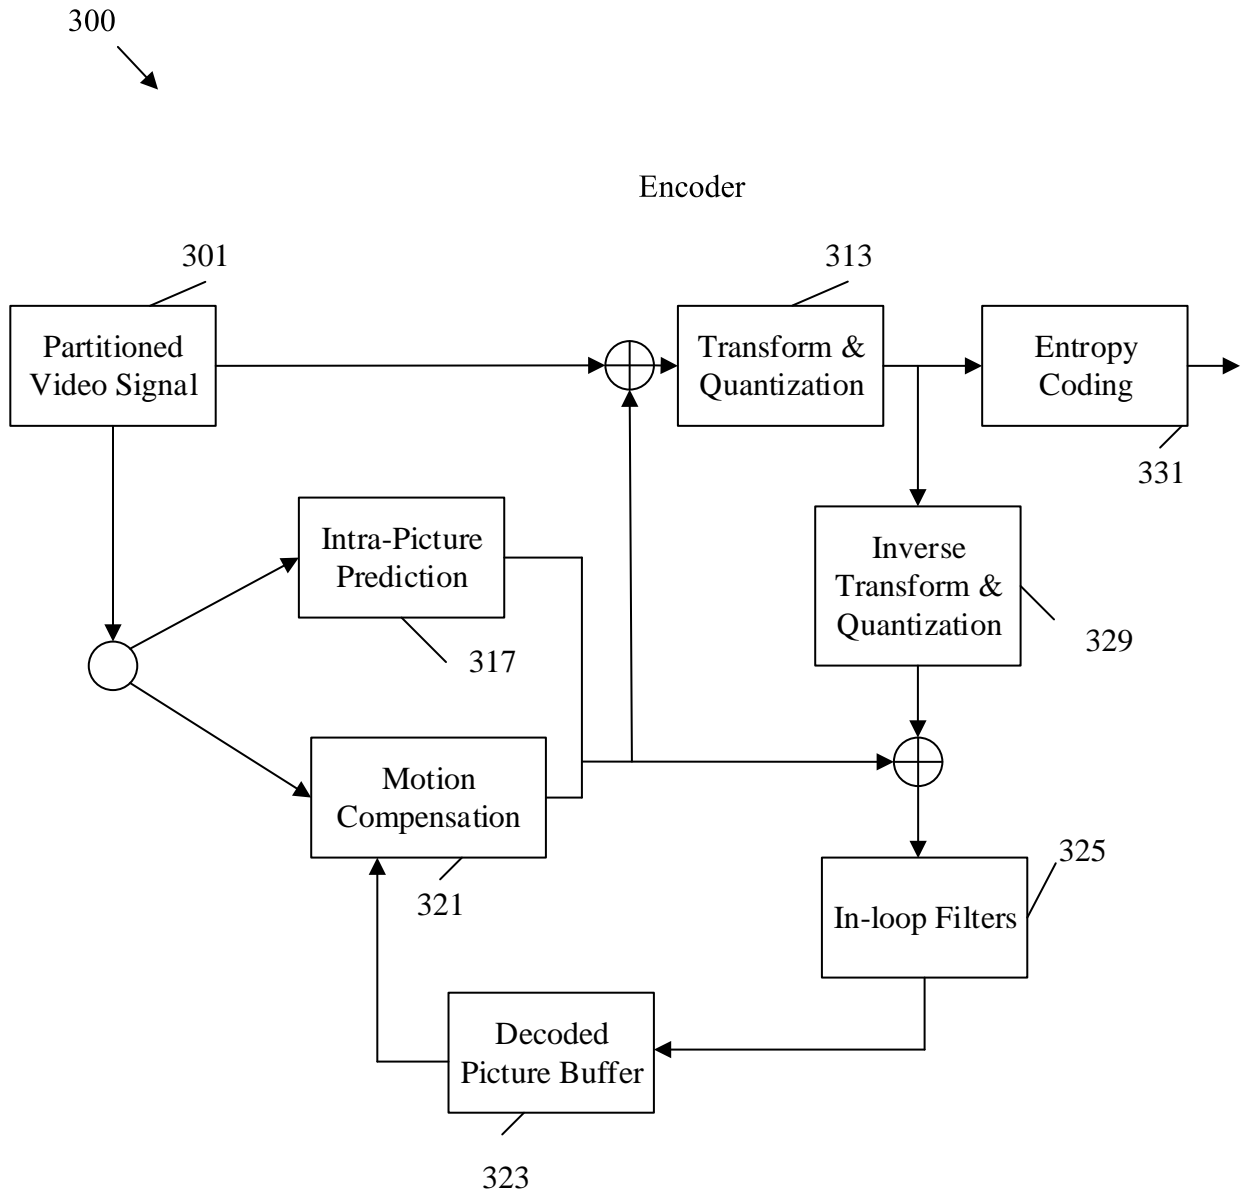 300
Encoder
301
313
Partitioned
Video Signal
Transform &
Quantization
Entropy
Coding
331
Intra-Picture
Prediction
317
Inverse
Transform &
Quantization
329
Motion
Compensation
321
325
In-loop Filters
Decoded
Picture Buffer
323